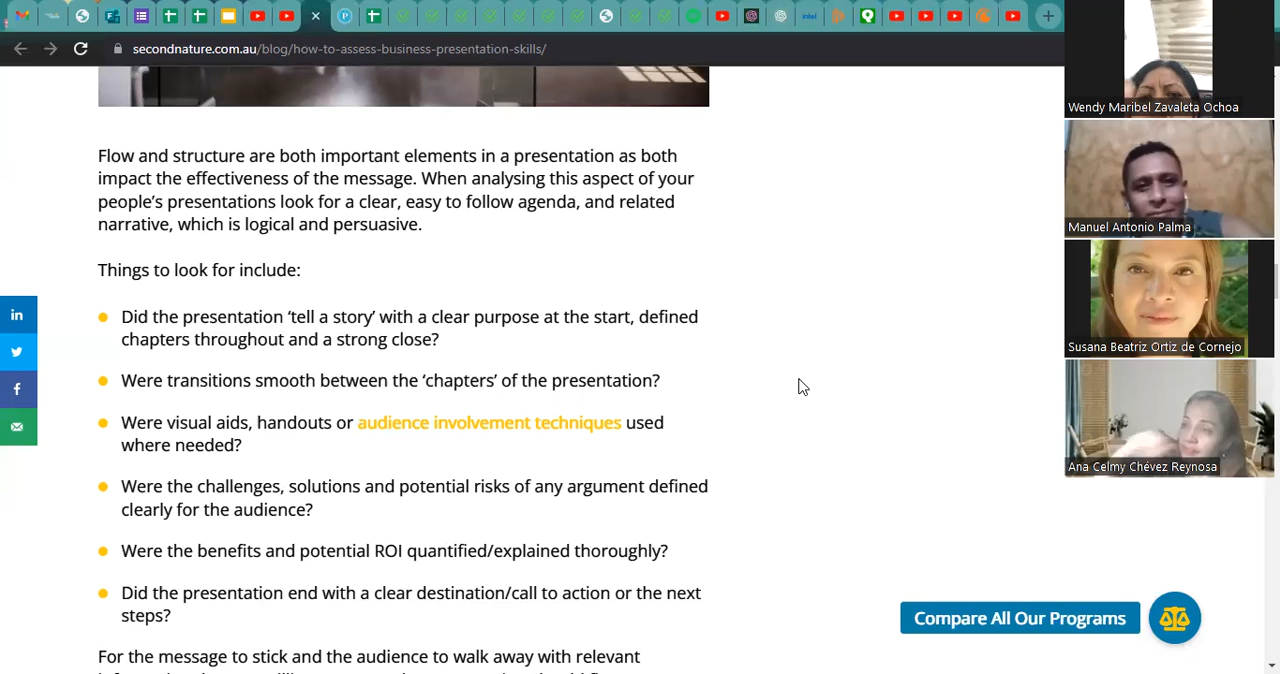 intel
secondnature.com.au/blog/how-to-assess-business-presentation-skills/
Flow and structure are both important elements in a presentation as both
impact the effectiveness of the message. When analysing this aspect of your
people's presentations look for a clear, easy to follow agenda, and related
narrative, which is logical and persuasive.
Things to look for include:
Did the presentation 'tell a story' with a clear purpose at the start, defined
chapters throughout and a strong close?
Were transitions smooth between the 'chapters' of the presentation?
Were visual aids, handouts or audience involvement techniques used
where needed?
Were the challenges, solutions and potential risks of any argument defined
clearly for the audience?
Were the benefits and potential ROI quantified/explained thoroughly?
Did the presentation end with a clear destination/call to action or the next
steps?
For the message to stick and the audience to walk away with relevant
in
f
Compare All Our Programs
Wendy Maribel Zavaleta Ochoa
Manuel Antonio Palma
Susana Beatriz Ortiz de Cornejo
Ana Celmy Chévez Reynosa